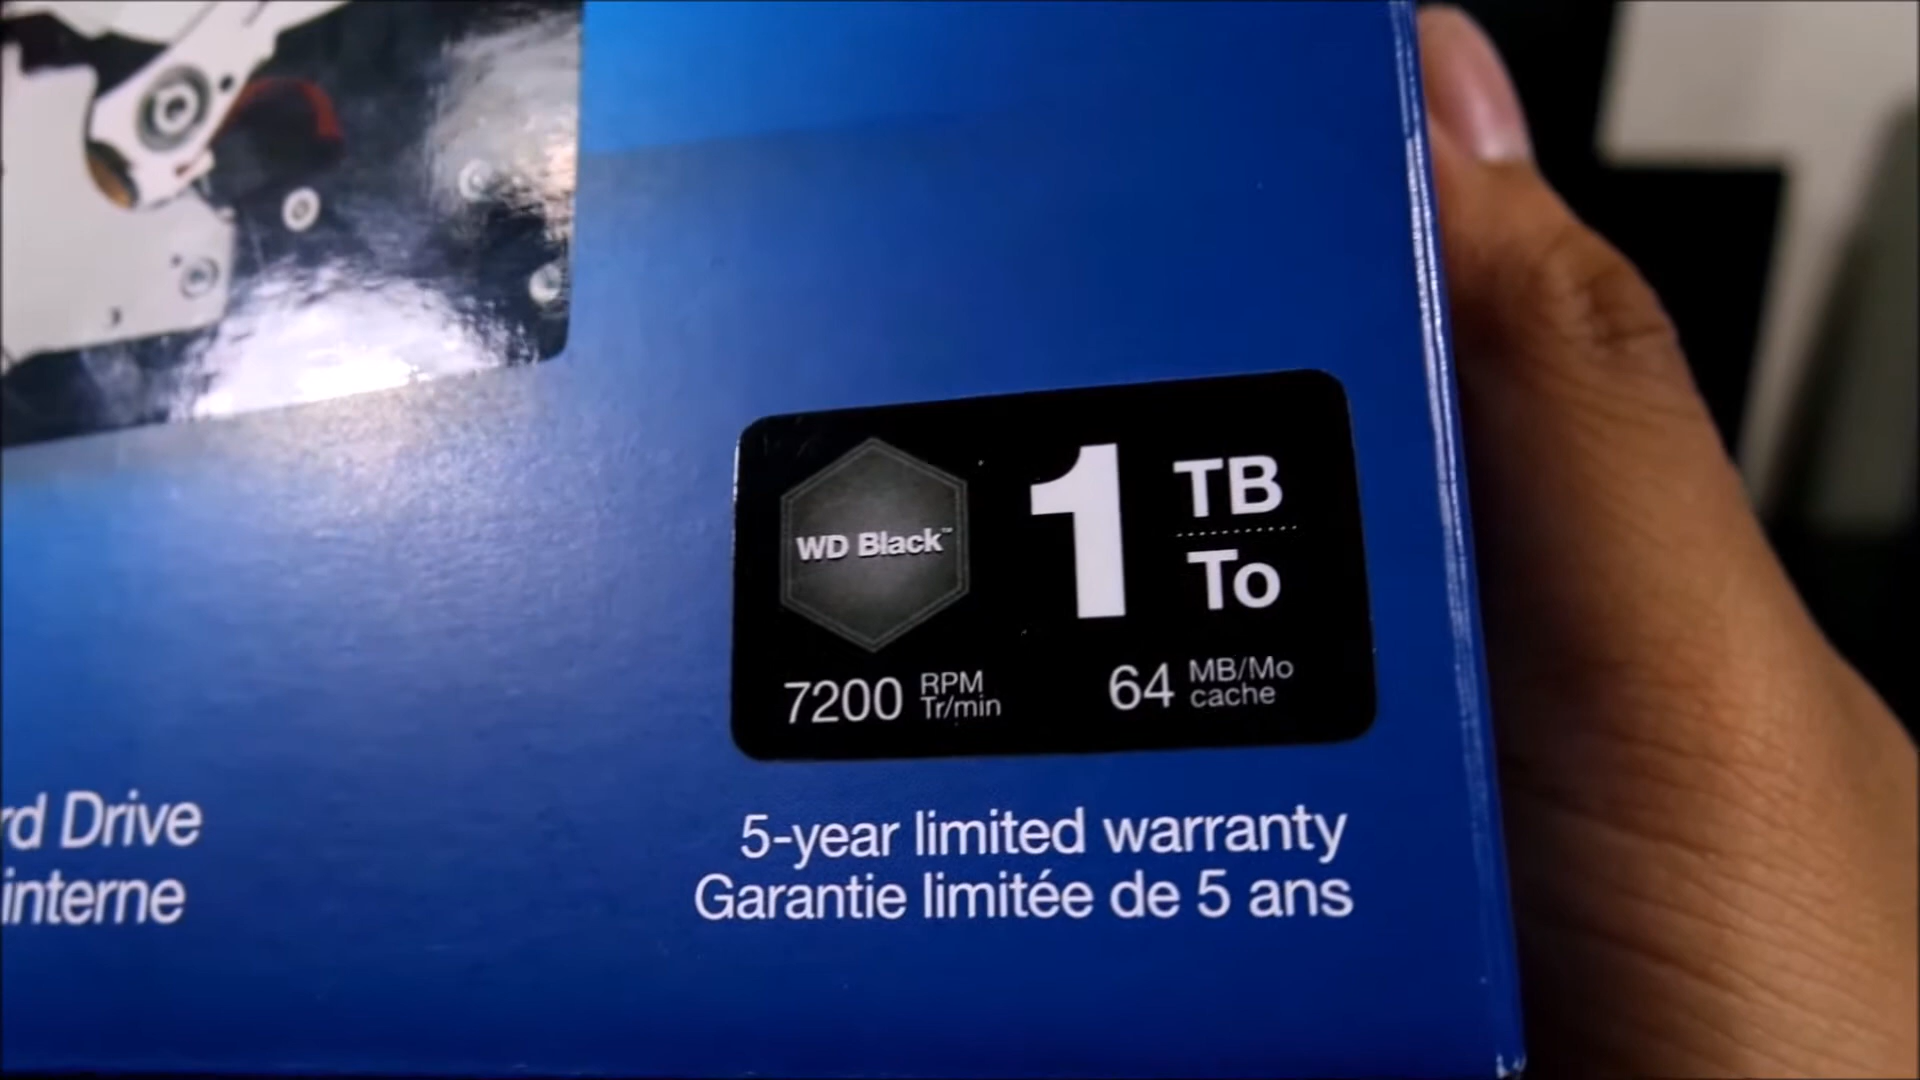 WD Black™
1 TB
To
7200 RPM
Tr/min
64 MB/Mo
cache
Drive
interne
5-year limited warranty
Garantie limitée de 5 ans